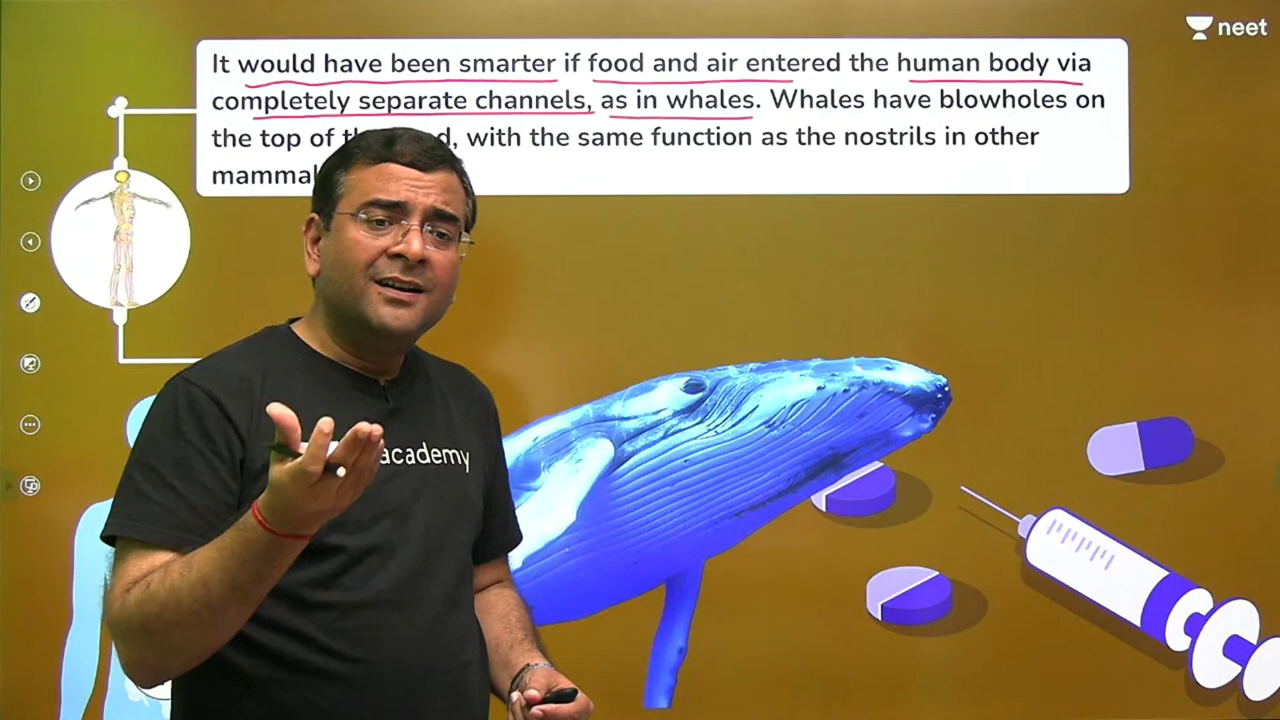 neet
It would have been smarter if food and air entered the human body via
completely separate channels, as in whales. Whales have blowholes on
the top of, with the same function as the nostrils in other
academy